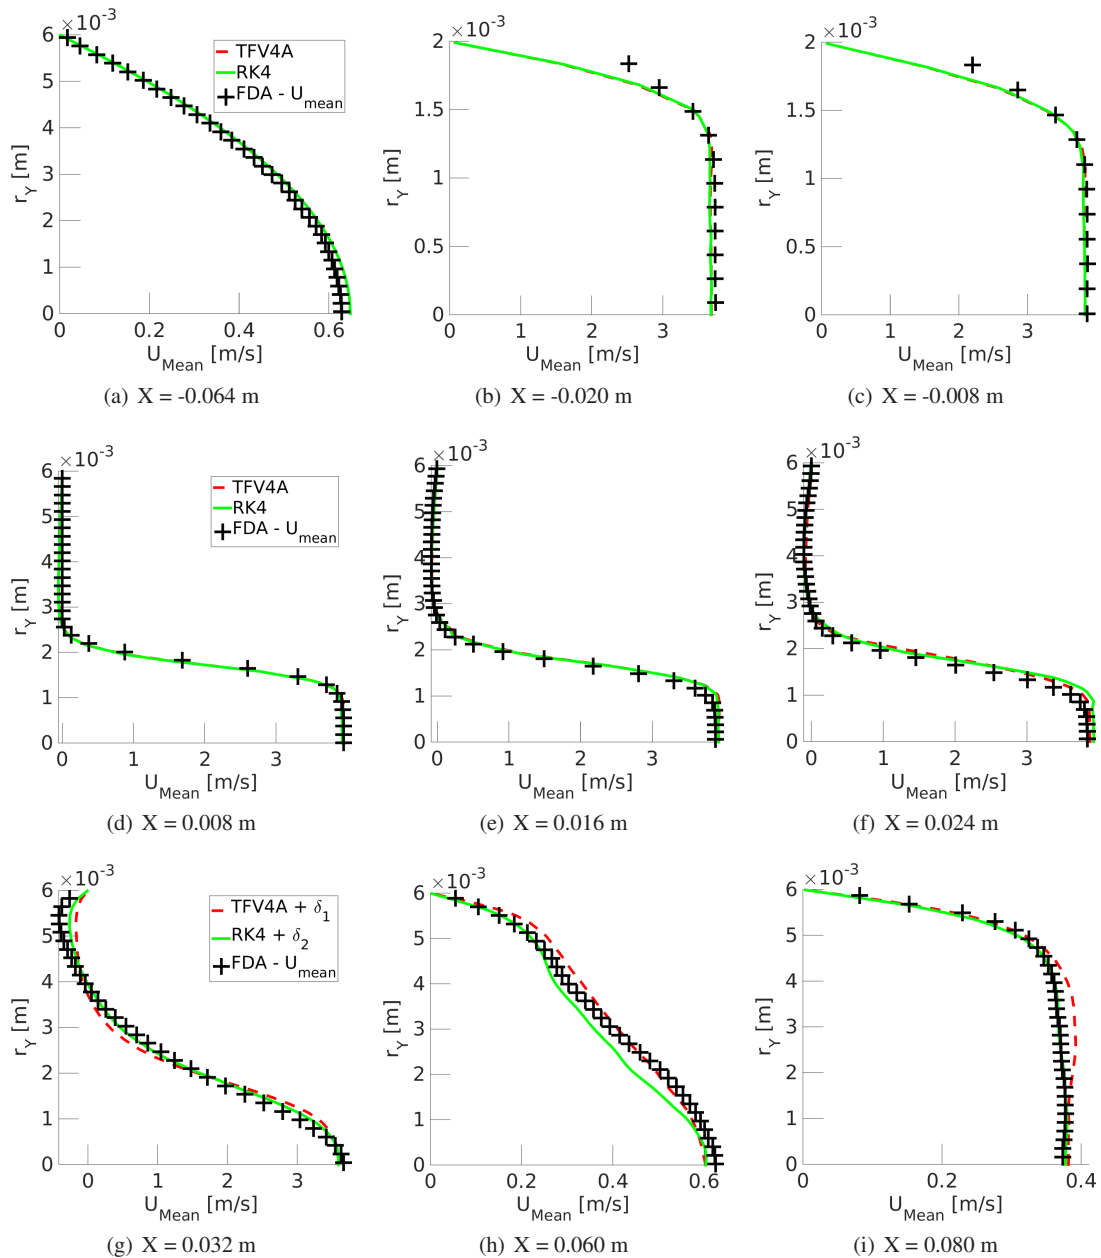 ×10⁻³
6
5
4
3
2
1
0
r_Y [m]
TFV4A
RK4
FDA - U_mean
0 0.2 0.4 0.6
U_Mean [m/s]
(a) X = -0.064 m
×10⁻³
2
1.5
1
0.5
0
r_Y [m]
0 1 2 3
U_Mean [m/s]
(b) X = -0.020 m
×10⁻³
2
1.5
1
0.5
0
r_Y [m]
0 1 2 3
U_Mean [m/s]
(c) X = -0.008 m
×10⁻³
6
5
4
3
2
1
0
r_Y [m]
TFV4A
RK4
FDA - U_mean
0 1 2 3
U_Mean [m/s]
(d) X = 0.008 m
×10⁻³
6
5
4
3
2
1
0
r_Y [m]
0 1 2 3
U_Mean [m/s]
(e) X = 0.016 m
×10⁻³
6
5
4
3
2
1
0
r_Y [m]
0 1 2 3
U_Mean [m/s]
(f) X = 0.024 m
×10⁻³
6
5
4
3
2
1
0
r_Y [m]
TFV4A + δ₁
RK4 + δ₂
FDA - U_mean
0 1 2 3
U_Mean [m/s]
(g) X = 0.032 m
×10⁻³
6
5
4
3
2
1
0
r_Y [m]
0 0.2 0.4 0.6
U_Mean [m/s]
(h) X = 0.060 m
×10⁻³
6
5
4
3
2
1
0
r_Y [m]
0 0.1 0.2 0.3 0.4
U_Mean [m/s]
(i) X = 0.080 m